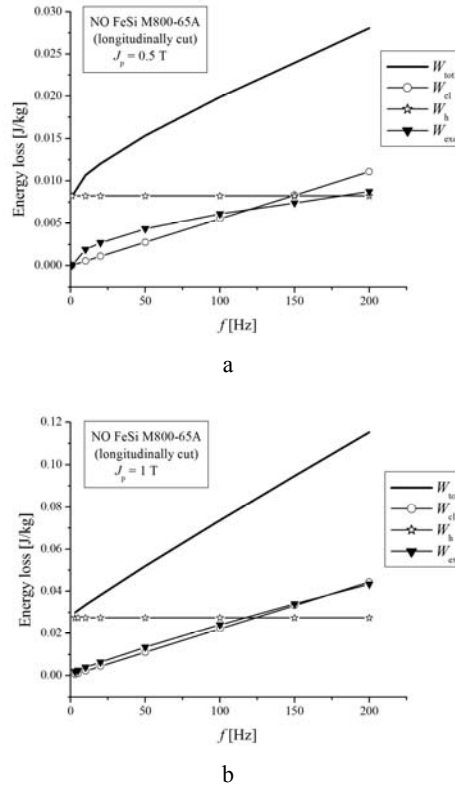 NO FeSi M800-65A
(longitudinally cut)
J_p = 0.5 T
W_tot
W_cl
W_h
W_exc
Energy loss [J/kg]
0.030
0.025
0.020
0.015
0.010
0.005
0.000
0 50 100 150 200
f [Hz]
a
NO FeSi M800-65A
(longitudinally cut)
J_p = 1 T
W_to
W_cl
W_h
W_ex
Energy loss [J/kg]
0.12
0.10
0.08
0.06
0.04
0.02
0.00
0 50 100 150 200
f [Hz]
b